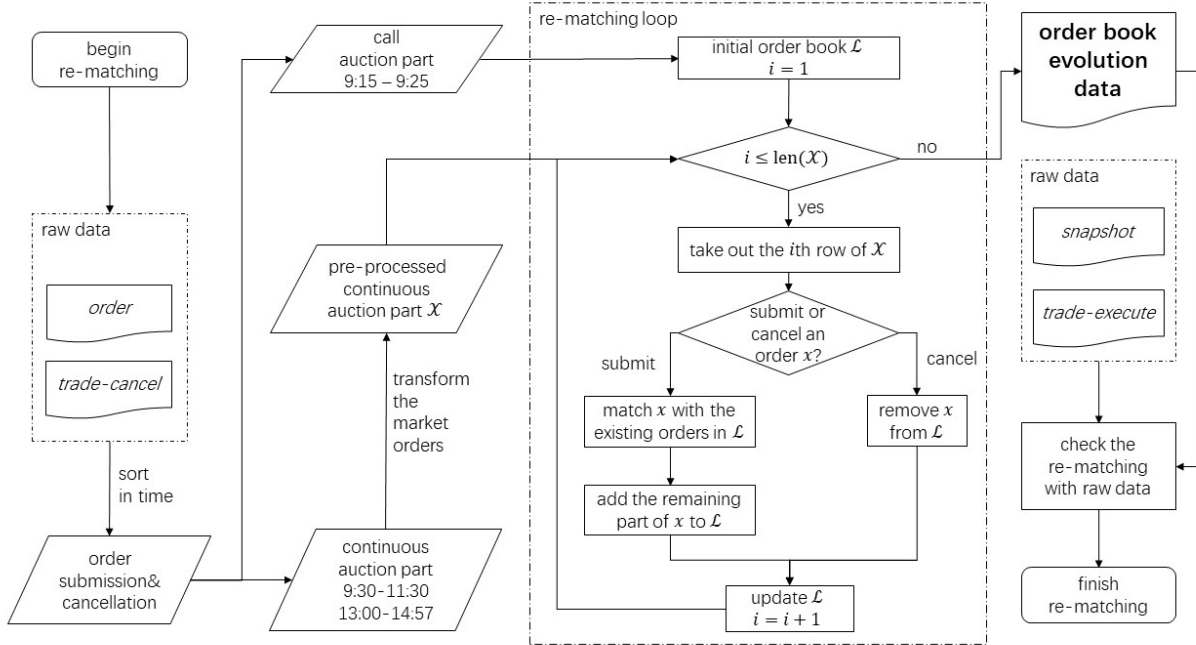 begin
re-matching
raw data
order
trade-cancel
sort
in time
order
submission&
cancellation
call
auction part
9:15 – 9:25
pre-processed
continuous
auction part 𝒳
transform
the
market
orders
continuous
auction part
9:30-11:30
13:00-14:57
re-matching loop
initial order book ℒ
i = 1
i ≤ len(𝒳)
no
yes
take out the ith row of 𝒳
submit or
cancel an
order x?
submit
cancel
match x with the
existing orders in ℒ
remove x
from ℒ
add the remaining
part of x to ℒ
update ℒ
i = i + 1
order book
evolution
data
raw data
snapshot
trade-execute
check the
re-matching
with raw data
finish
re-matching